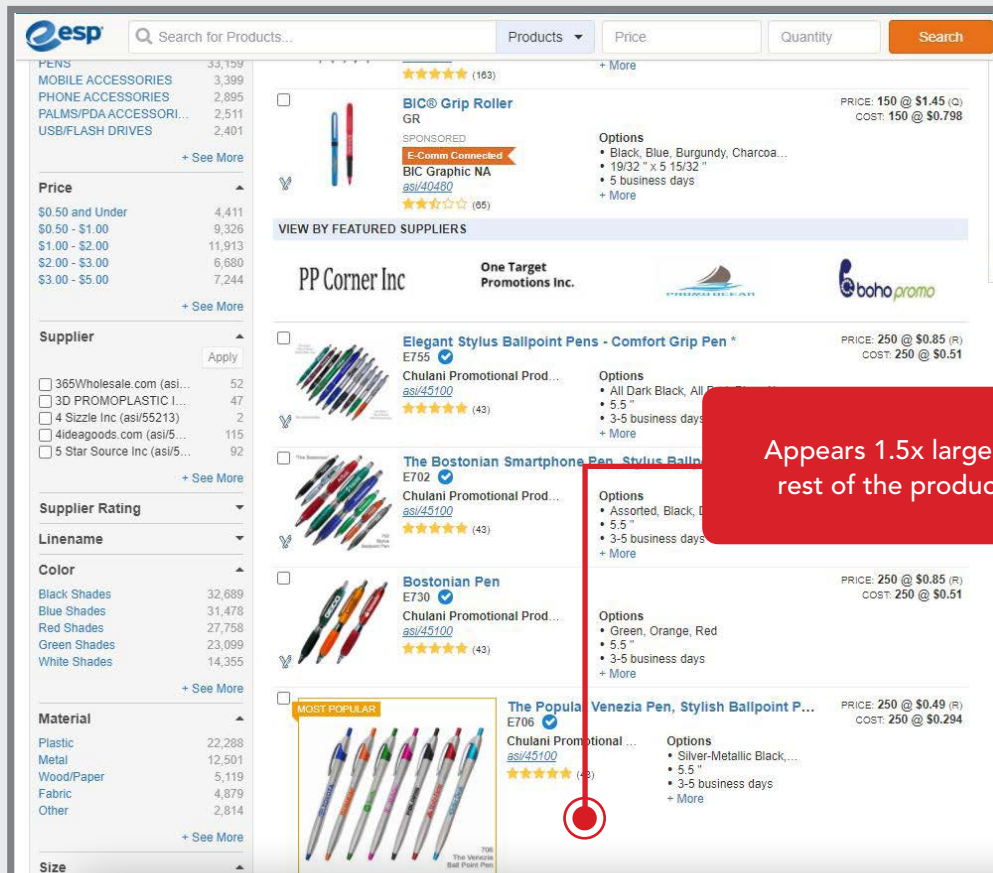 esp
Search for Products...
Products
Price
Quantity
Search
PENS 33,159
MOBILE ACCESSORIES 3,399
PHONE ACCESSORIES 2,895
PALMS/PDA ACCESSORI... 2,511
USB/FLASH DRIVES 2,401
+ See More
Price
$0.50 and Under 4,411
$0.50 - $1.00 9,326
$1.00 - $2.00 11,913
$2.00 - $3.00 6,680
$3.00 - $5.00 7,244
+ See More
Supplier
Apply
365Wholesale.com (asi... 52
3D PROMOPLASTIC I... 47
4 Sizzle Inc (asi/55213) 2
4ideagoods.com (asi/5... 115
5 Star Source Inc (asi/5... 92
+ See More
Supplier Rating
Linename
Color
Black Shades 32,689
Blue Shades 31,478
Red Shades 27,758
Green Shades 23,099
White Shades 14,355
+ See More
Material
Plastic 22,288
Metal 12,501
Wood/Paper 5,119
Fabric 4,879
Other 2,814
+ See More
Size
(163)
+ More
BIC® Grip Roller
GR
SPONSORED
E-Comm Connected
BIC Graphic NA
asi/40480
(65)
Options
• Black, Blue, Burgundy, Charcoa...
• 19/32 " x 5 15/32 "
• 5 business days
+ More
PRICE: 150 @ $1.45 (Q)
COST: 150 @ $0.798
VIEW BY FEATURED SUPPLIERS
PP Corner Inc
One Target
Promotions Inc.
PROMO OCEAN
boho promo
Elegant Stylus Ballpoint Pens - Comfort Grip Pen *
E755
Chulani Promotional Prod...
asi/45100
(43)
Options
• All Dark Black, All
• 5.5 "
• 3-5 business days
+ More
PRICE: 250 @ $0.85 (R)
COST: 250 @ $0.51
Appears 1.5x large
rest of the produc
The Bostonian Smartphone Pen, Stylus Ballp
E702
Chulani Promotional Prod...
asi/45100
(43)
Options
• Assorted, Black,
• 5.5 "
• 3-5 business days
+ More
Bostonian Pen
E730
Chulani Promotional Prod...
asi/45100
(43)
Options
• Green, Orange, Red
• 5.5 "
• 3-5 business days
+ More
PRICE: 250 @ $0.85 (R)
COST: 250 @ $0.51
MOST POPULAR
706
The Venezia
Ball Point Pen
The Popular Venezia Pen, Stylish Ballpoint P...
E706
Chulani Promotional ...
asi/45100
(43)
Options
• Silver-Metallic Black,...
• 5.5 "
• 3-5 business days
+ More
PRICE: 250 @ $0.49 (R)
COST: 250 @ $0.294